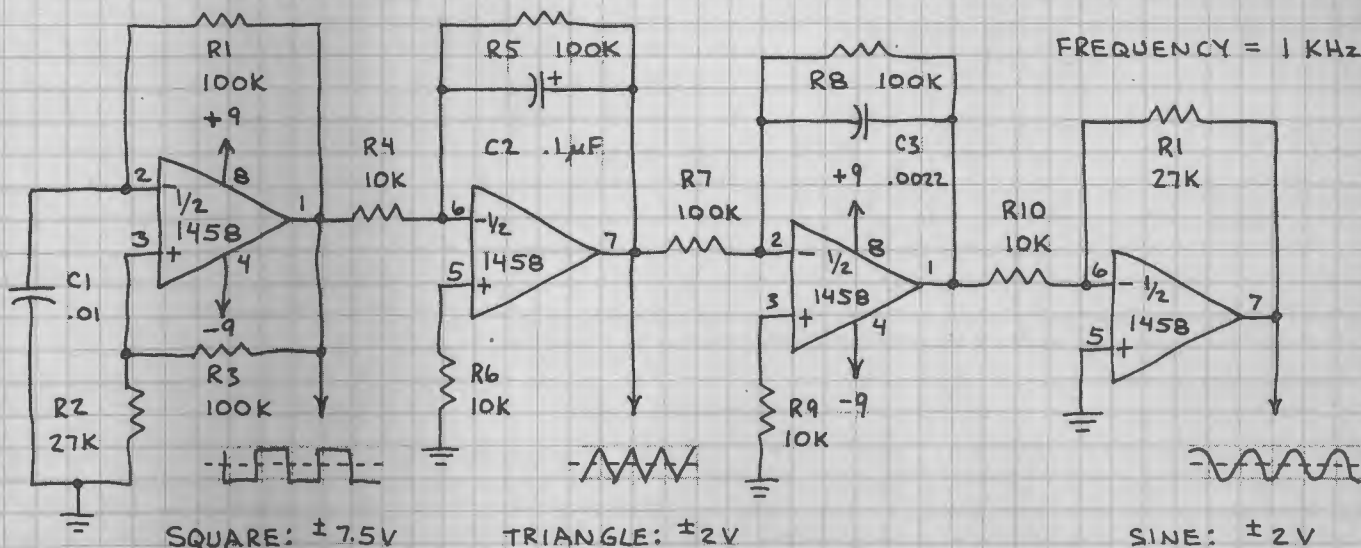 FREQUENCY = 1 KHz
R1
100K
+9
2
8
-
1/2
1458
1
3
+
4
-9
C1
.01
R2
27K
R3
100K
R4
10K
R5 100K
+
C2 .1µF
6
-1/2
1458
7
5
+
R6
10K
R7
100K
R8 100K
C3
.0022
+9
2
8
-
1/2
1458
1
3
+
4
-9
R9
10K
R10
10K
R1
27K
6
-
1/2
1458
7
5
+
SQUARE: ± 7.5V
TRIANGLE: ±2V
SINE: ±2V